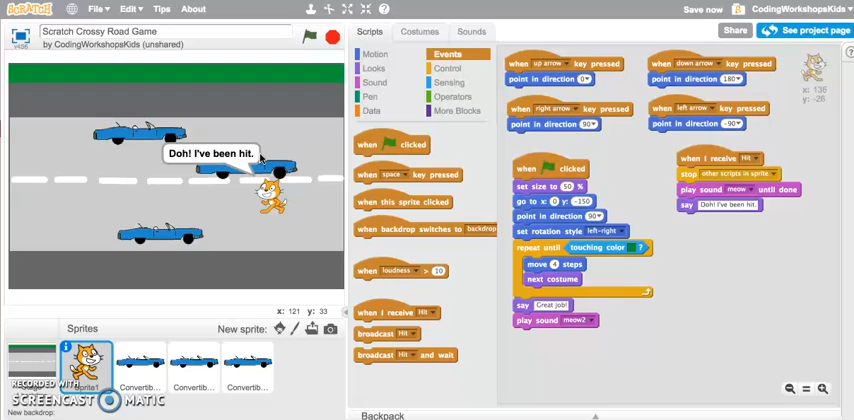 SCRATCH File Edit Tips About Save now CodingWorkshopsKids
Scratch Crossy Road Game
by CodingWorkshopsKids (unshared)
v456
Scripts Costumes Sounds
Share See project page
Motion Events
Looks Control
Sound Sensing
Pen Operators
Data More Blocks
when clicked
when space key pressed
when this sprite clicked
when backdrop switches to backdrop
when loudness > 10
when I receive Hit
broadcast Hit
broadcast Hit and wait
Doh! I've been hit.
x: 121 y: 33
when up arrow key pressed
point in direction 0
when down arrow key pressed
point in direction 180
when right arrow key pressed
point in direction 90
when left arrow key pressed
point in direction -90
x: 136
y: -26
when clicked
set size to 50 %
go to x: 0 y: -150
point in direction 90
set rotation style left-right
repeat until touching color ?
move 4 steps
next costume
say Great job!
play sound meow2
when I receive Hit
stop other scripts in sprite
play sound meow until done
say Doh! I've been hit.
Sprites New sprite:
Stage Sprite1 Convertib... Convertib... Convertib...
New backdrop:
RECORDED WITH
SCREENCAST MATIC
Backpack